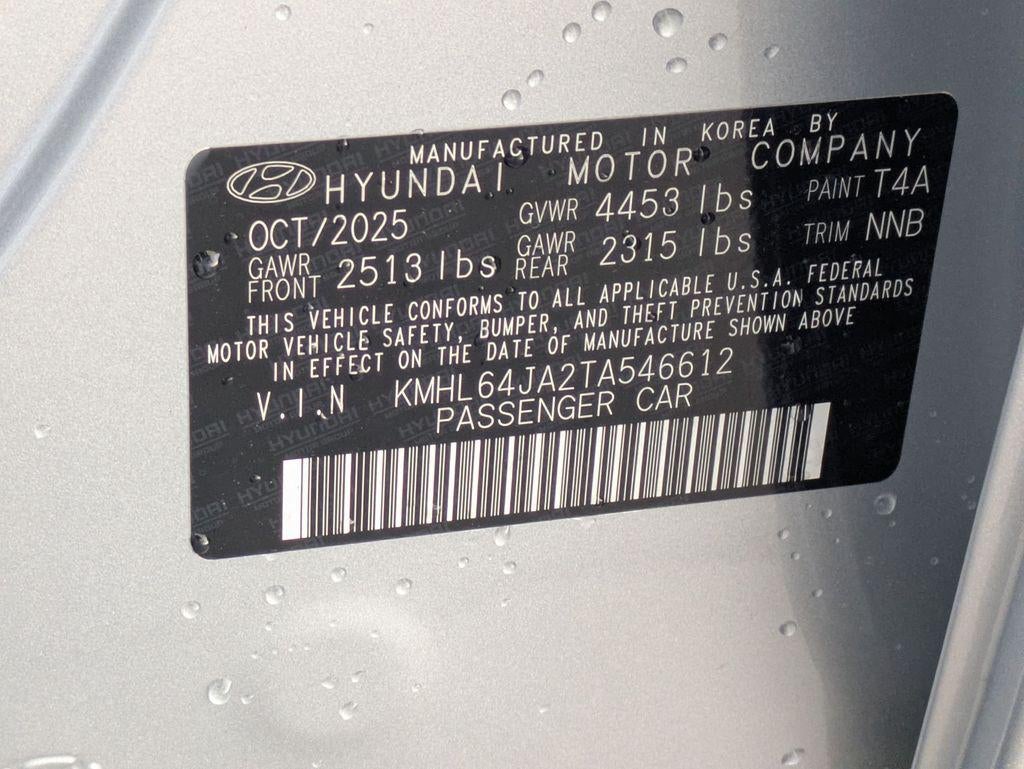 MANUFACTURED IN KOREA BY
HYUNDAI MOTOR COMPANY
OCT/2025 GVWR 4453 lbs PAINT T4A
GAWR FRONT 2513 lbs GAWR REAR 2315 lbs TRIM NNB
THIS VEHICLE CONFORMS TO ALL APPLICABLE U.S.A. FEDERAL
MOTOR VEHICLE SAFETY, BUMPER, AND THEFT PREVENTION STANDARDS
IN EFFECT ON THE DATE OF MANUFACTURE SHOWN ABOVE
V.I.N KMHL64JA2TA546612
PASSENGER CAR